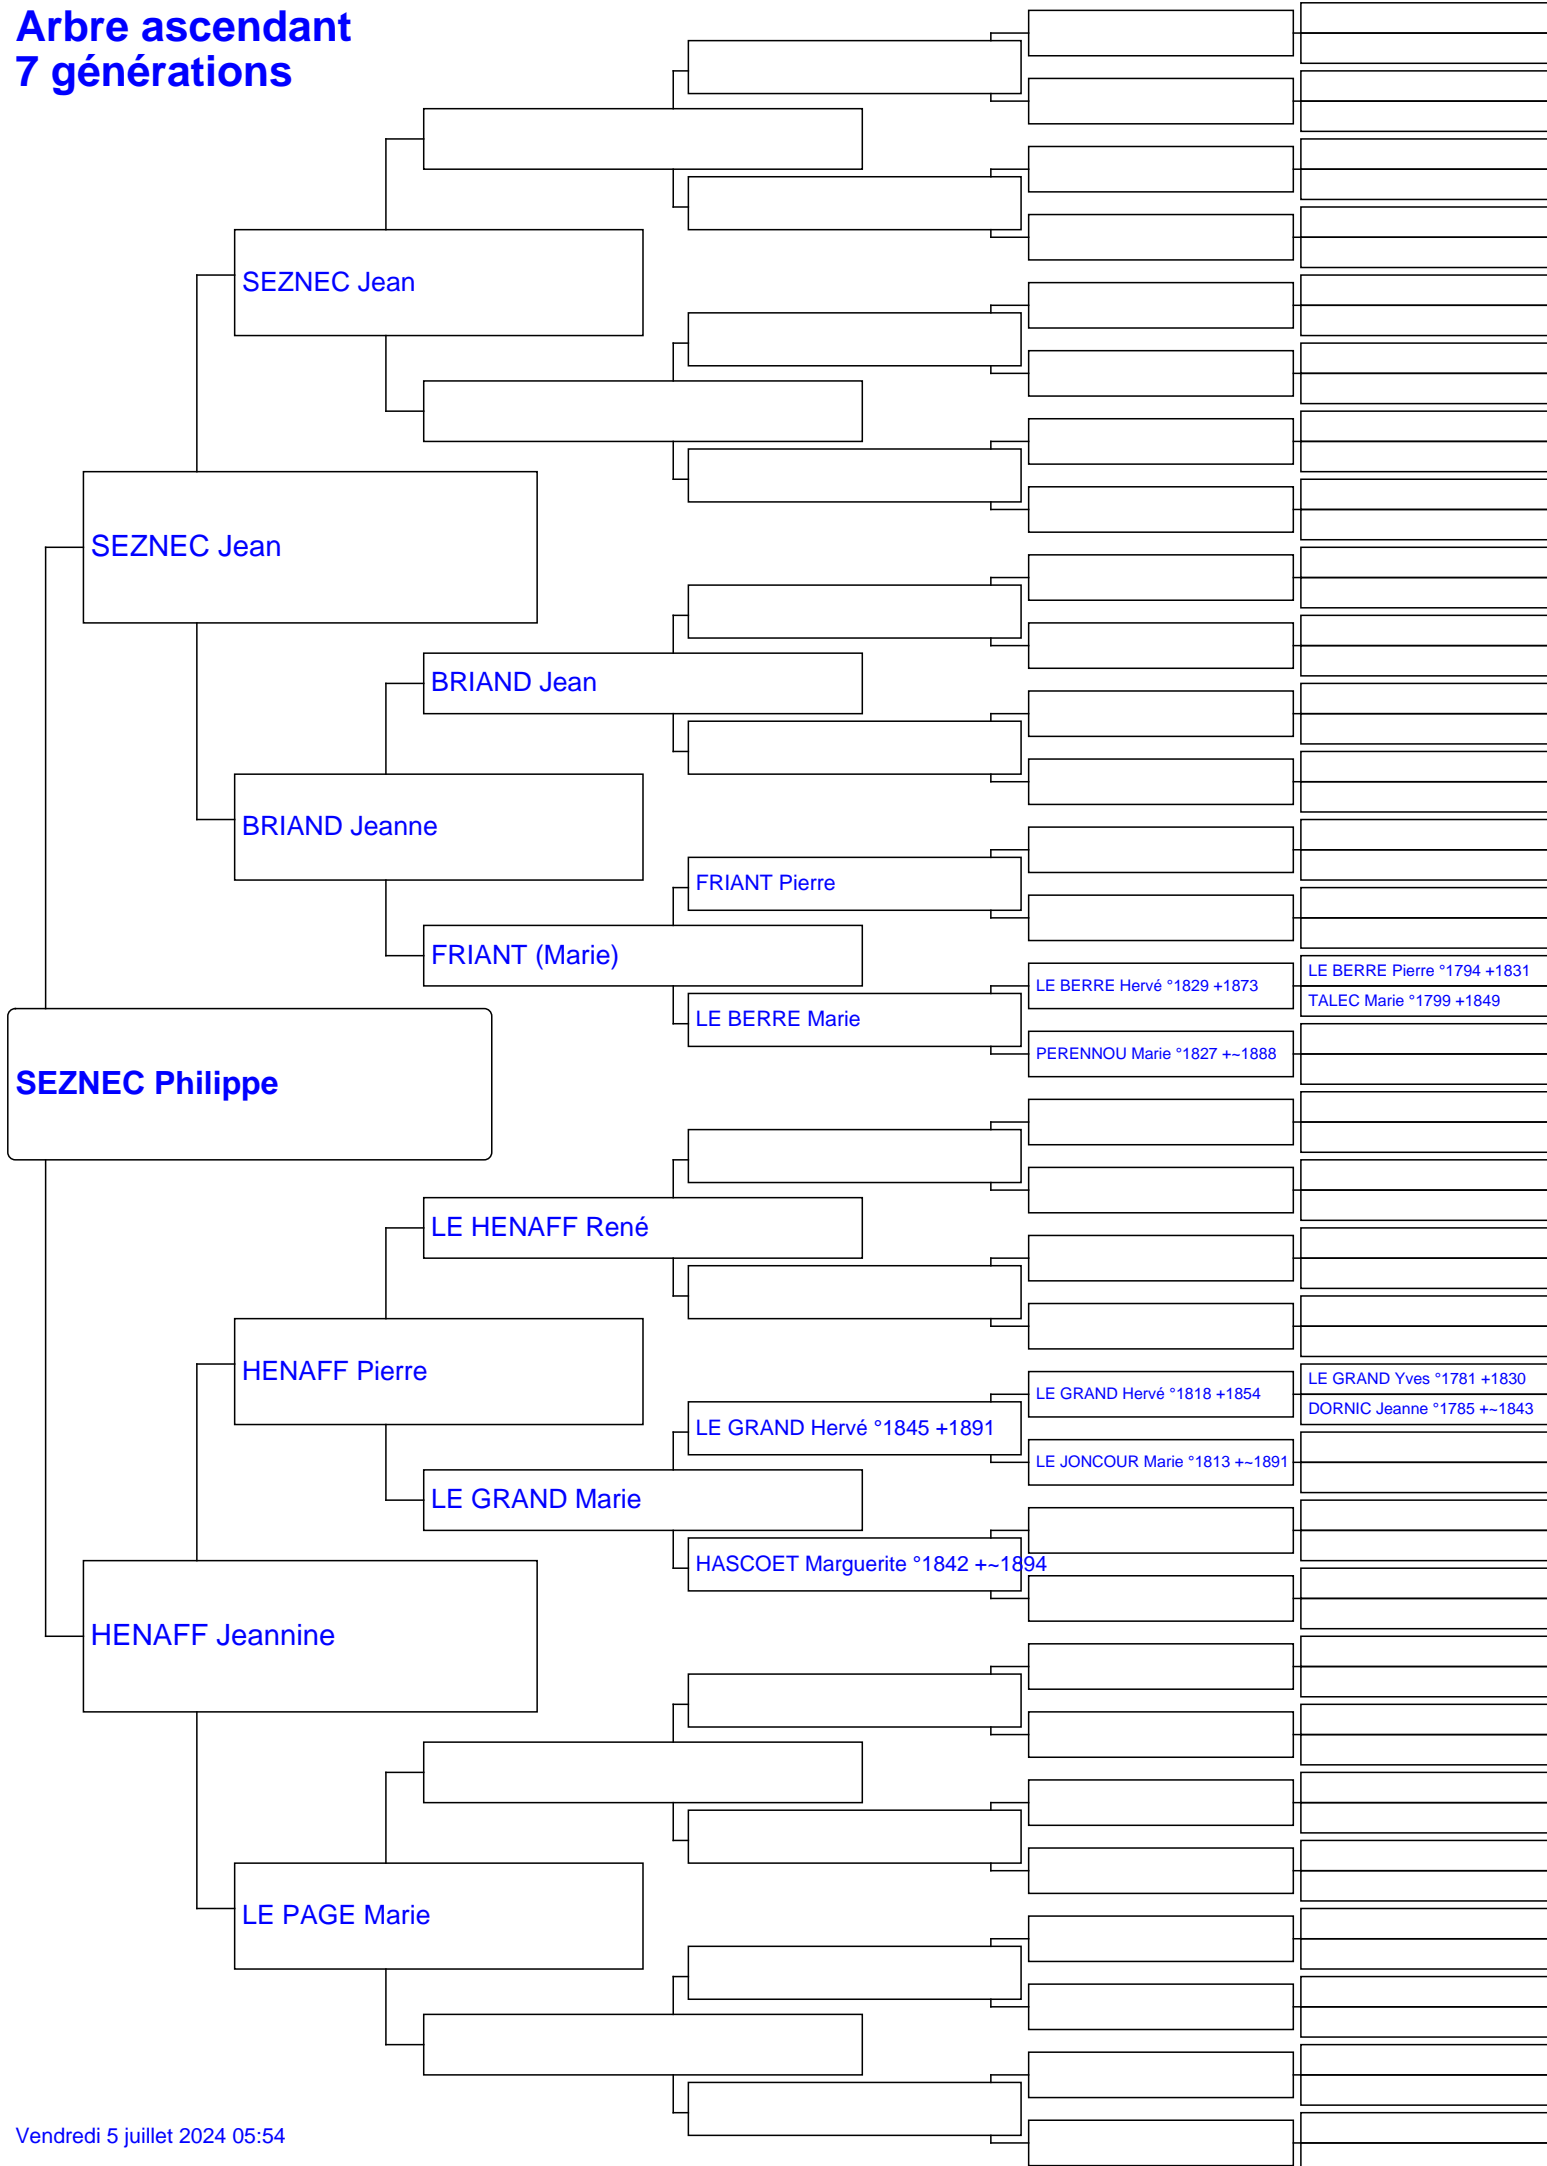 Arbre ascendant
7 générations
SEZNEC Jean
SEZNEC Jean
BRIAND Jean
BRIAND Jeanne
FRIANT Pierre
FRIANT (Marie)
LE BERRE Pierre °1794 +1831
LE BERRE Hervé °1829 +1873
TALEC Marie °1799 +1849
LE BERRE Marie
PERENNOU Marie °1827 +~1888
SEZNEC Philippe
LE HENAFF René
HENAFF Pierre
LE GRAND Yves °1781 +1830
LE GRAND Hervé °1818 +1854
DORNIC Jeanne °1785 +~1843
LE GRAND Hervé °1845 +1891
LE JONCOUR Marie °1813 +~1891
LE GRAND Marie
HASCOET Marguerite °1842 +~1894
HENAFF Jeannine
LE PAGE Marie
Vendredi 5 juillet 2024 05:54